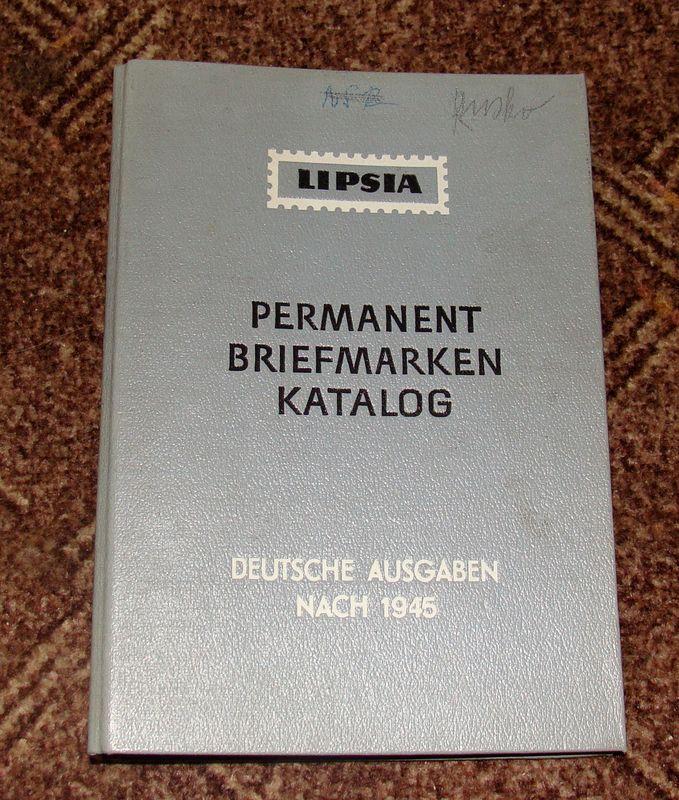 LIPSIA
PERMANENT
BRIEFMARKEN
KATALOG
DEUTSCHE AUSGABEN
NACH 1945